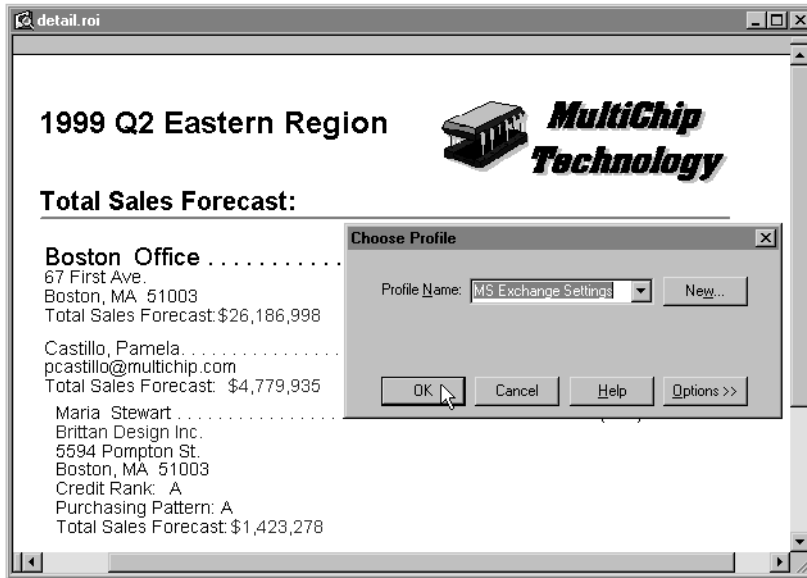 detail.roi
1999 Q2 Eastern Region
MultiChip
Technology
Total Sales Forecast:
Choose Profile
Profile Name: MS Exchange Settings New...
OK Cancel Help Options >>
Boston Office . . . . . . . . . . .
67 First Ave.
Boston, MA 51003
Total Sales Forecast: $26,186,998
Castillo, Pamela. . . . . . . . . . . . . . . .
pcastillo@multichip.com
Total Sales Forecast: $4,779,935
Maria Stewart . . . . . . . . . . . . . . . .
Brittan Design Inc.
5594 Pompton St.
Boston, MA 51003
Credit Rank: A
Purchasing Pattern: A
Total Sales Forecast: $1,423,278